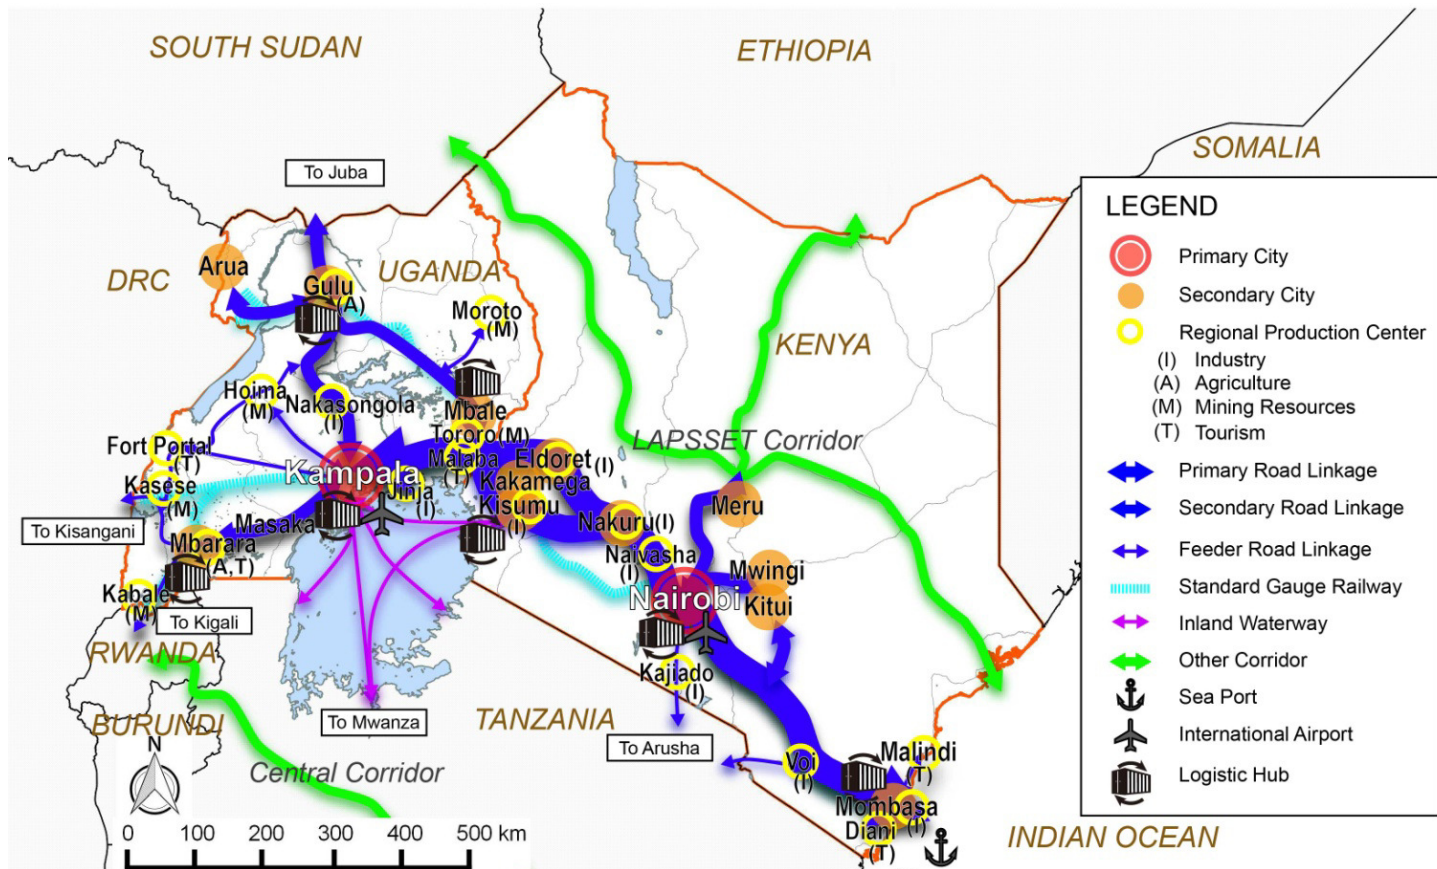 SOUTH SUDAN
ETHIOPIA
SOMALIA
To Juba
DRC
Arua
UGANDA
Gulu
(A)
Moroto
(M)
KENYA
Hoima
(M)
Nakasongola
(I)
Mbale
Tororo(M)
Fort Portal
(T)
Malaba
(T)
Eldoret(I)
LAPSSET Corridor
Kampala
Kakamega
Kasese
(M)
Jinja
(I)
Kisumu
(I)
Meru
Masaka
Nakuru(I)
To Kisangani
Mbarara
(A,T)
Naivasha
(I)
Mwingi
Kabale
(M)
Nairobi
Kitui
To Kigali
RWANDA
Kajiado
(I)
BURUNDI
To Mwanza
TANZANIA
To Arusha
N
Central Corridor
Voi
(I)
Malindi
(T)
Mombasa
(I)
Diani
(T)
INDIAN OCEAN
0 100 200 300 400 500 km
LEGEND
Primary City
Secondary City
Regional Production Center
(I) Industry
(A) Agriculture
(M) Mining Resources
(T) Tourism
Primary Road Linkage
Secondary Road Linkage
Feeder Road Linkage
Standard Gauge Railway
Inland Waterway
Other Corridor
Sea Port
International Airport
Logistic Hub